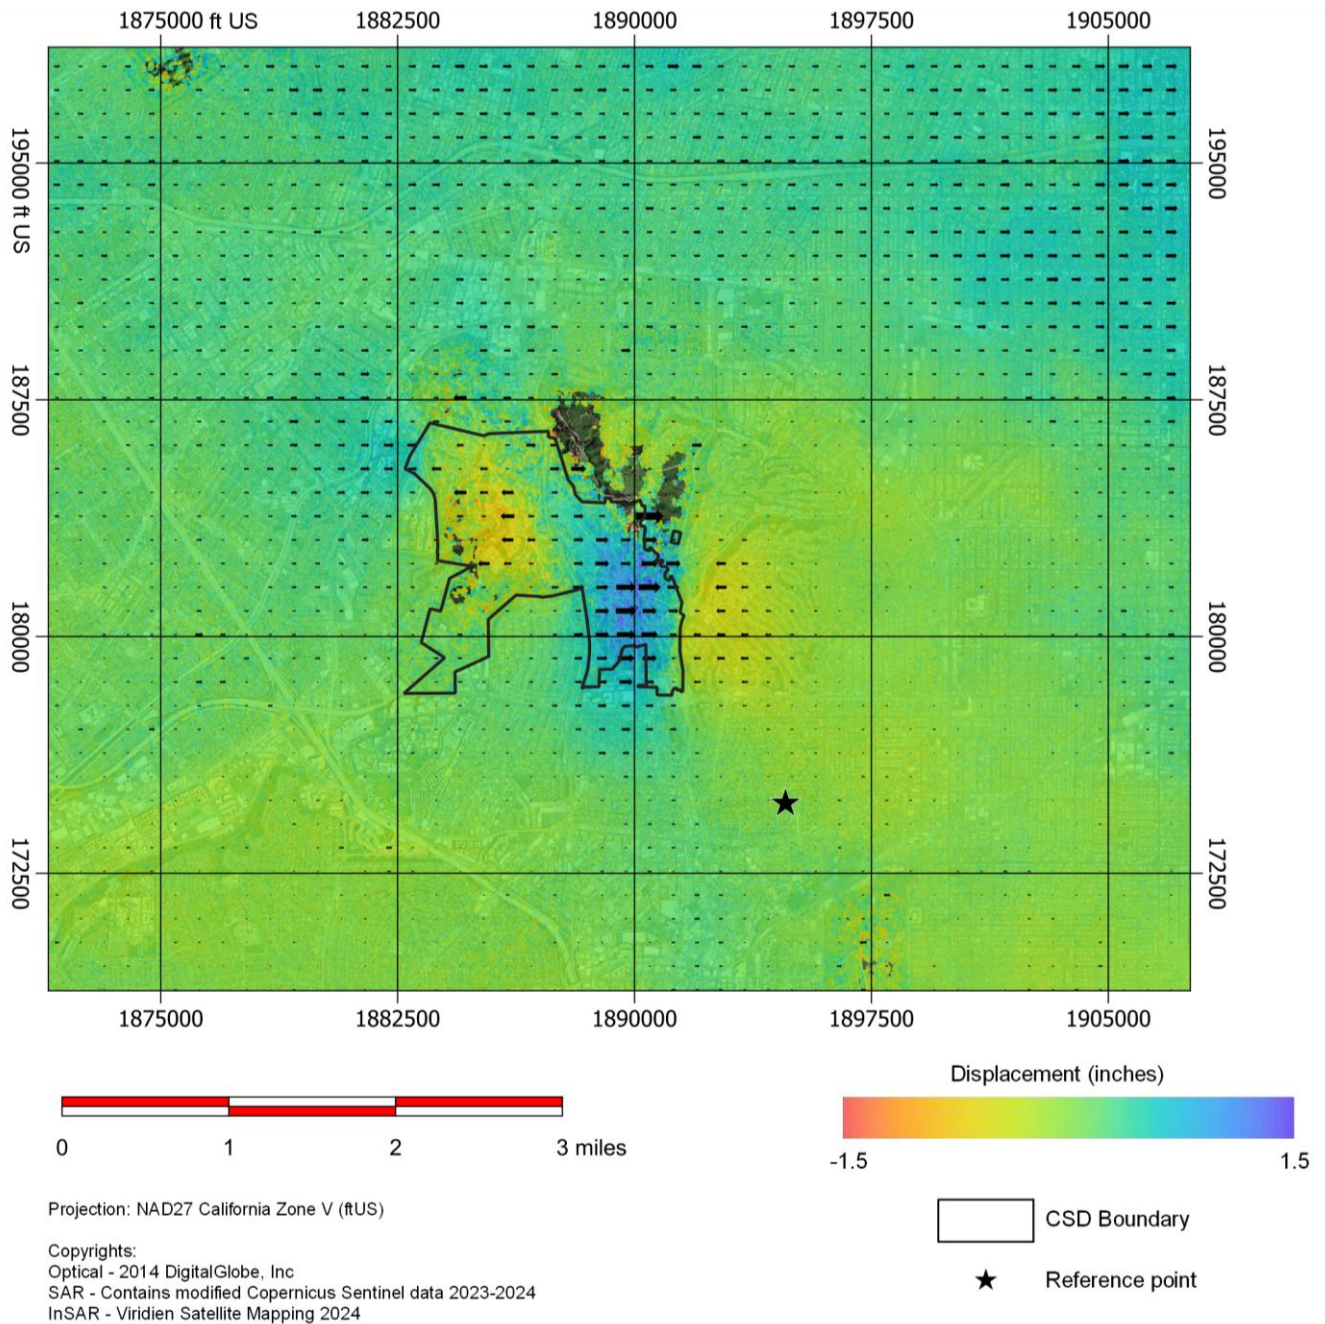 1875000 ft US 1882500 1890000 1897500 1905000
195000 ft US 195000
187500 187500
180000 180000
172500 172500
1875000 1882500 1890000 1897500 1905000
Displacement (inches)
0 1 2 3 miles
-1.5 1.5
Projection: NAD27 California Zone V (ftUS)
CSD Boundary
Copyrights:
Optical - 2014 DigitalGlobe, Inc
SAR - Contains modified Copernicus Sentinel data 2023-2024
InSAR - Viridien Satellite Mapping 2024
Reference point